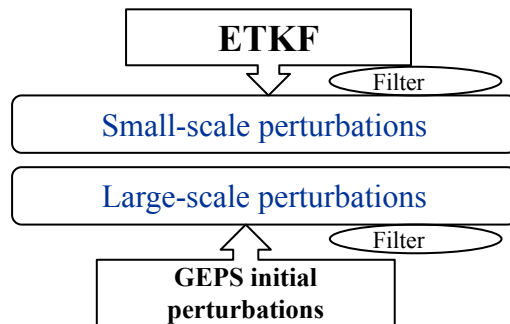 ETKF
Filter
Small-scale perturbations
Large-scale perturbations
Filter
GEPS initial
perturbations